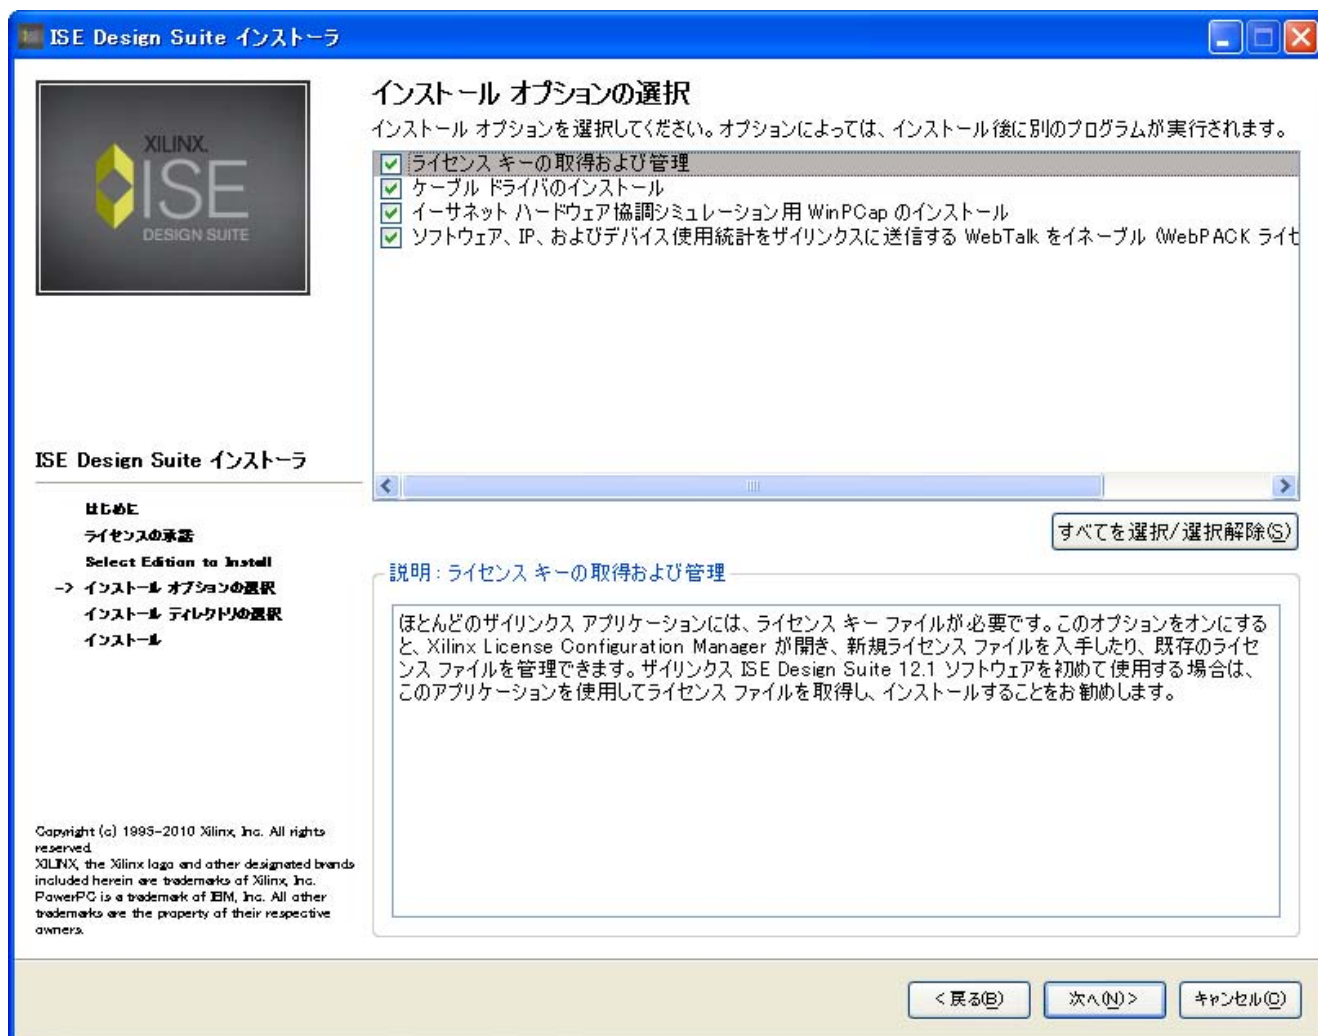 ISE Design Suite インストーラ
XILINX.
ISE
DESIGN SUITE
インストール オプションの選択
インストール オプションを選択してください。オプションによっては、インストール後に別のプログラムが実行されます。
ライセンス キーの取得および管理
ケーブル ドライバのインストール
イーサネット ハードウェア協調シミュレーション用 WinPCap のインストール
ソフトウェア、IP、およびデバイス使用統計をザイリンクスに送信する WebTalk をイネーブル (WebPACK ライセ
すべてを選択/選択解除(S)
ISE Design Suite インストーラ
はじめに
ライセンスの承諾
Select Edition to Install
-> インストール オプションの選択
インストール ディレクトリの選択
インストール
説明 : ライセンス キーの取得および管理
ほとんどのザイリンクス アプリケーションには、ライセンス キー ファイルが必要です。このオプションをオンにする
と、Xilinx License Configuration Manager が開き、新規ライセンス ファイルを入手したり、既存のライセ
ンス ファイルを管理できます。ザイリンクス ISE Design Suite 12.1 ソフトウェアを初めて使用する場合は、
このアプリケーションを使用してライセンス ファイルを取得し、インストールすることをお勧めします。
Copyright (c) 1995-2010 Xilinx, Inc. All rights
reserved.
XILINX, the Xilinx logo and other designated brands
included herein are trademarks of Xilinx, Inc.
PowerPC is a trademark of IBM, Inc. All other
trademarks are the property of their respective
owners.
< 戻る(B)
次へ(N) >
キャンセル(C)